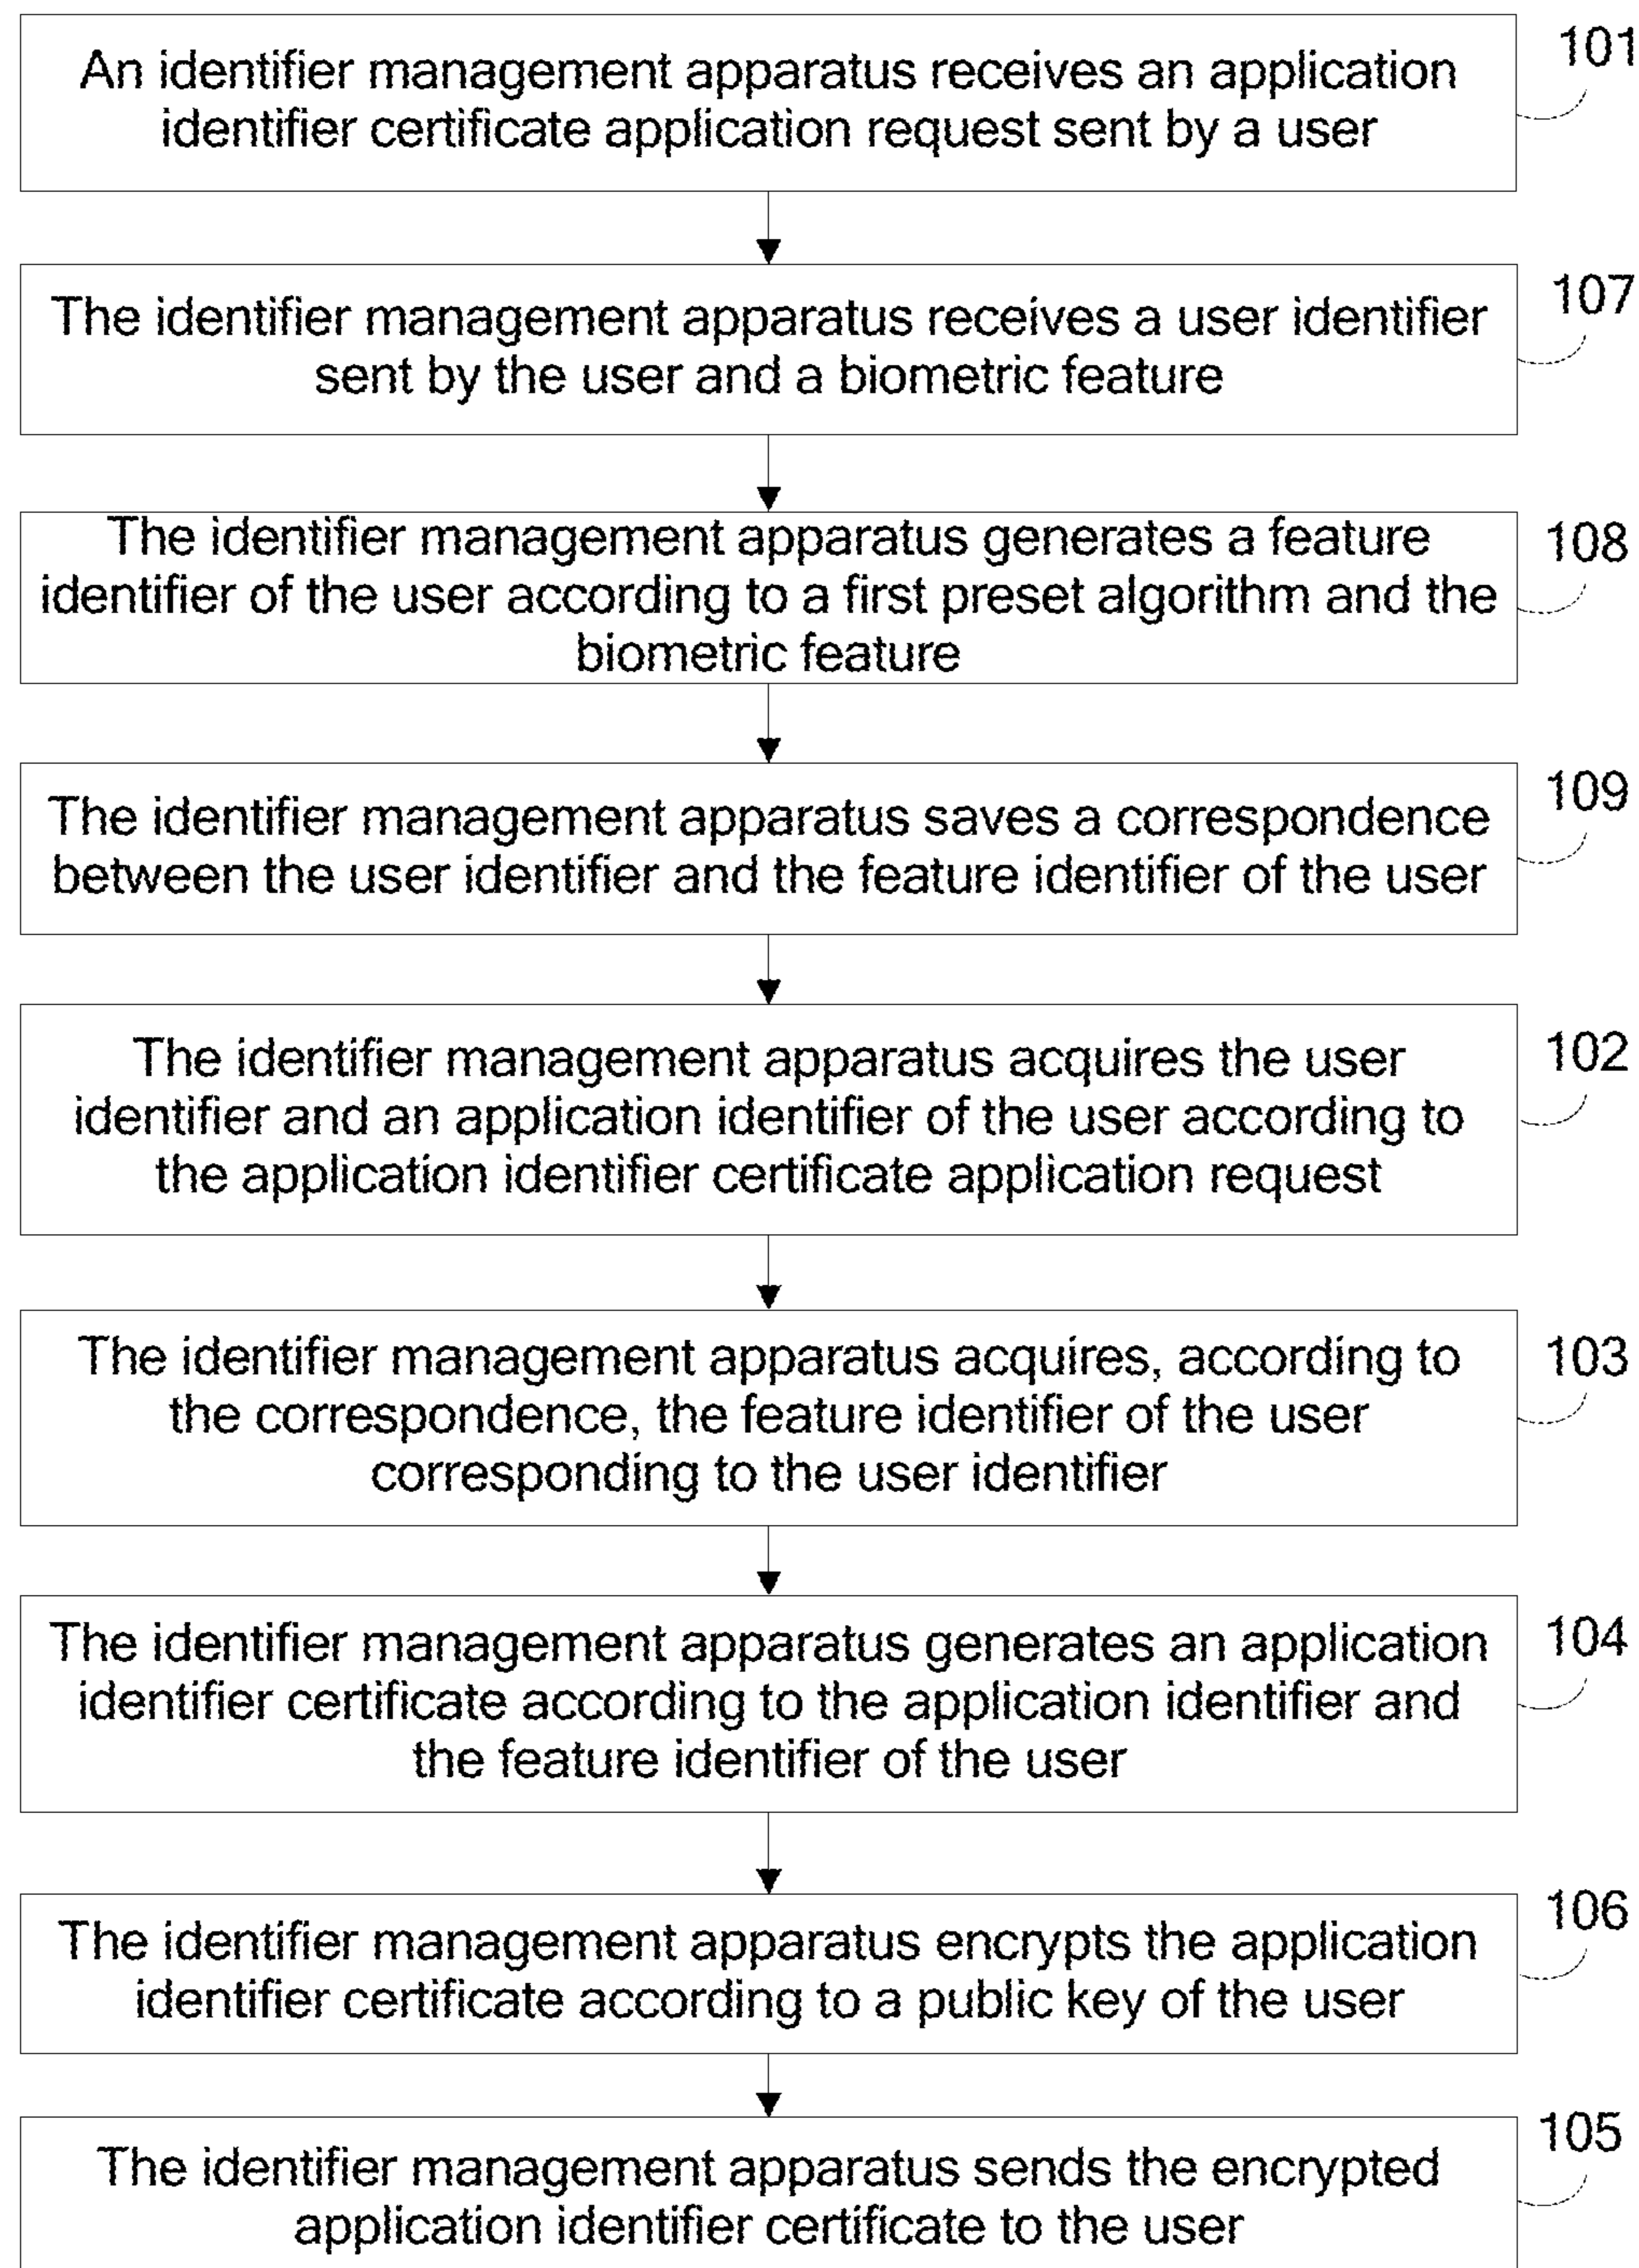 An identifier management apparatus receives an application
identifier certificate application request sent by a user
101
The identifier management apparatus receives a user identifier
sent by the user and a biometric feature
107
The identifier management apparatus generates a feature
identifier of the user according to a first preset algorithm and the
biometric feature
108
The identifier management apparatus saves a correspondence
between the user identifier and the feature identifier of the user
109
The identifier management apparatus acquires the user
identifier and an application identifier of the user according to
the application identifier certificate application request
102
The identifier management apparatus acquires, according to
the correspondence, the feature identifier of the user
corresponding to the user identifier
103
The identifier management apparatus generates an application
identifier certificate according to the application identifier and
the feature identifier of the user
104
The identifier management apparatus encrypts the application
identifier certificate according to a public key of the user
106
The identifier management apparatus sends the encrypted
application identifier certificate to the user
105